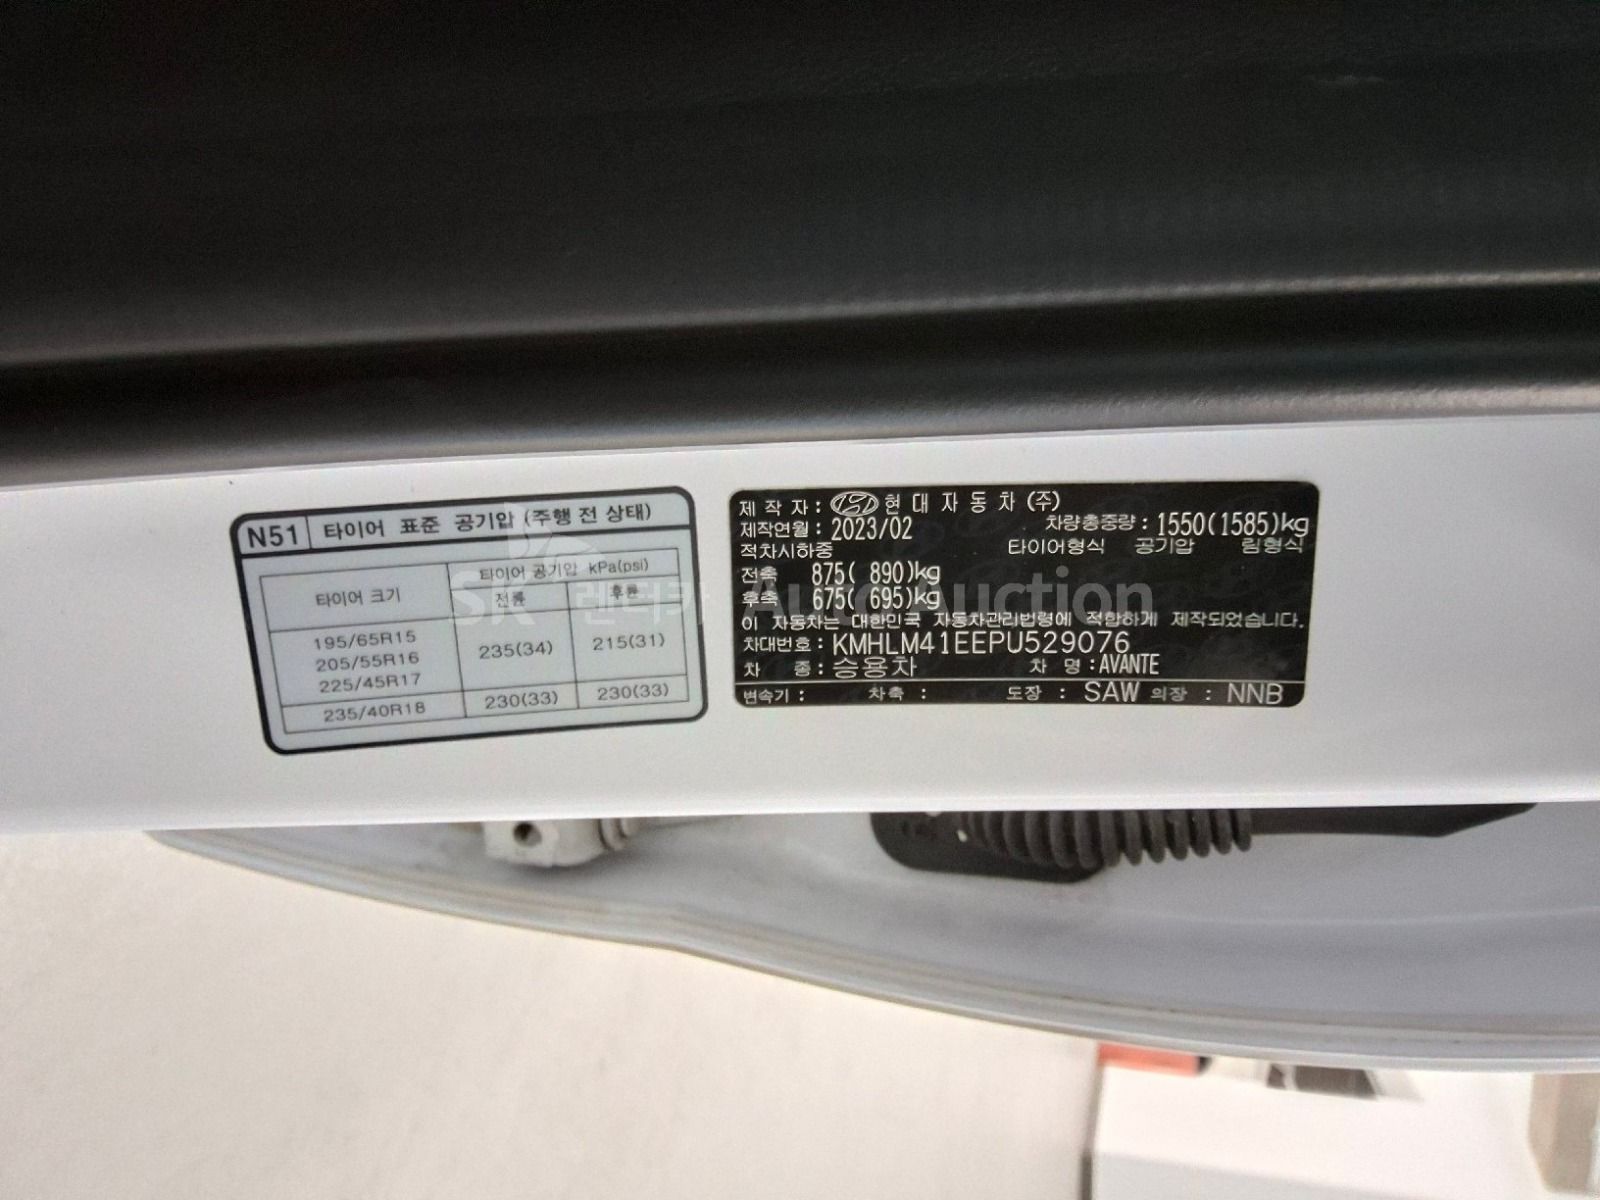 N51 타이어 표준 공기압 (주행 전 상태)
타이어 크기 타이어 공기압 kPa(psi)
전륜 후륜
195/65R15
205/55R16
225/45R17
235(34) 215(31)
235/40R18 230(33) 230(33)
제 작 자 : 현 대 자 동 차 (주)
제작연월 : 2023/02 차량총중량 : 1550(1585)kg
적차시하중 타이어형식 공기압 림형식
전축 875( 890)kg
후축 675( 695)kg
이 자동차는 대한민국 자동차관리법령에 적합하게 제작되었습니다.
차대번호 : KMHLM41EEPU529076
차 종 : 승용차 차 명 : AVANTE
변속기 : 차축 : 도장 : SAW 의장 : NNB
SK 렌터카 Auto Auction